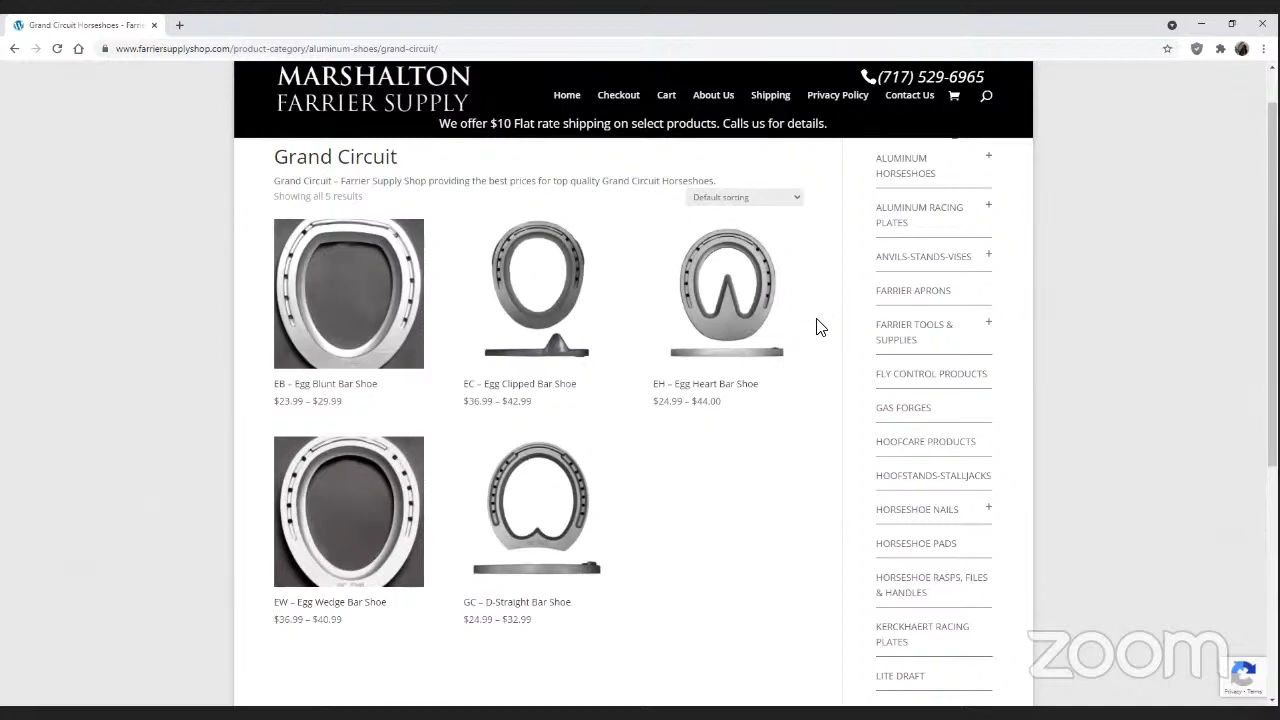 Grand Circuit Horseshoes - Farrie
www.farriersupplyshop.com/product-category/aluminum-shoes/grand-circuit/
MARSHALTON
FARRIER SUPPLY
(717) 529-6965
Home Checkout Cart About Us Shipping Privacy Policy Contact Us
We offer $10 Flat rate shipping on select products. Calls us for details.
Grand Circuit
Grand Circuit – Farrier Supply Shop providing the best prices for top quality Grand Circuit Horseshoes.
Showing all 5 results
Default sorting
EB – Egg Blunt Bar Shoe
$23.99 – $29.99
EC – Egg Clipped Bar Shoe
$36.99 – $42.99
EH – Egg Heart Bar Shoe
$24.99 – $44.00
EW – Egg Wedge Bar Shoe
$36.99 – $40.99
GC – D-Straight Bar Shoe
$24.99 – $32.99
ALUMINUM
HORSESHOES
ALUMINUM RACING
PLATES
ANVILS-STANDS-VISES
FARRIER APRONS
FARRIER TOOLS &
SUPPLIES
FLY CONTROL PRODUCTS
GAS FORGES
HOOFCARE PRODUCTS
HOOFSTANDS-STALLJACKS
HORSESHOE NAILS
HORSESHOE PADS
HORSESHOE RASPS, FILES
& HANDLES
KERCKHAERT RACING
PLATES
LITE DRAFT
zoom
Privacy - Terms